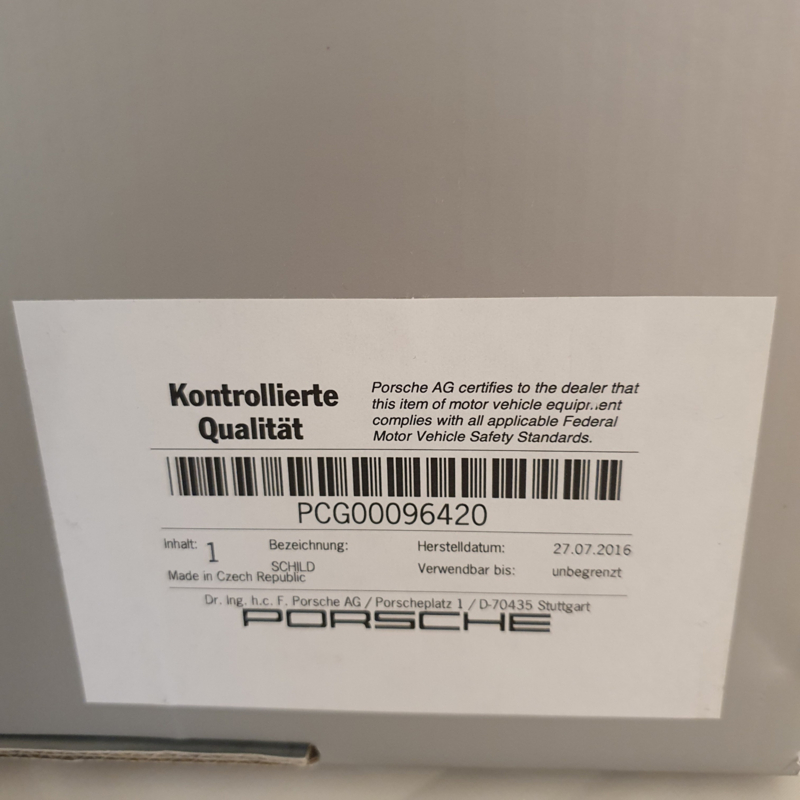 Kontrollierte
Qualität
Porsche AG certifies to the dealer that
this item of motor vehicle equipment
complies with all applicable Federal
Motor Vehicle Safety Standards.
PCG00096420
Inhalt: 1 Bezeichnung: Herstelldatum: 27.07.2016
SCHILD Verwendbar bis: unbegrenzt
Made in Czech Republic
Dr. Ing. h.c. F. Porsche AG / Porscheplatz 1 / D-70435 Stuttgart
PORSCHE